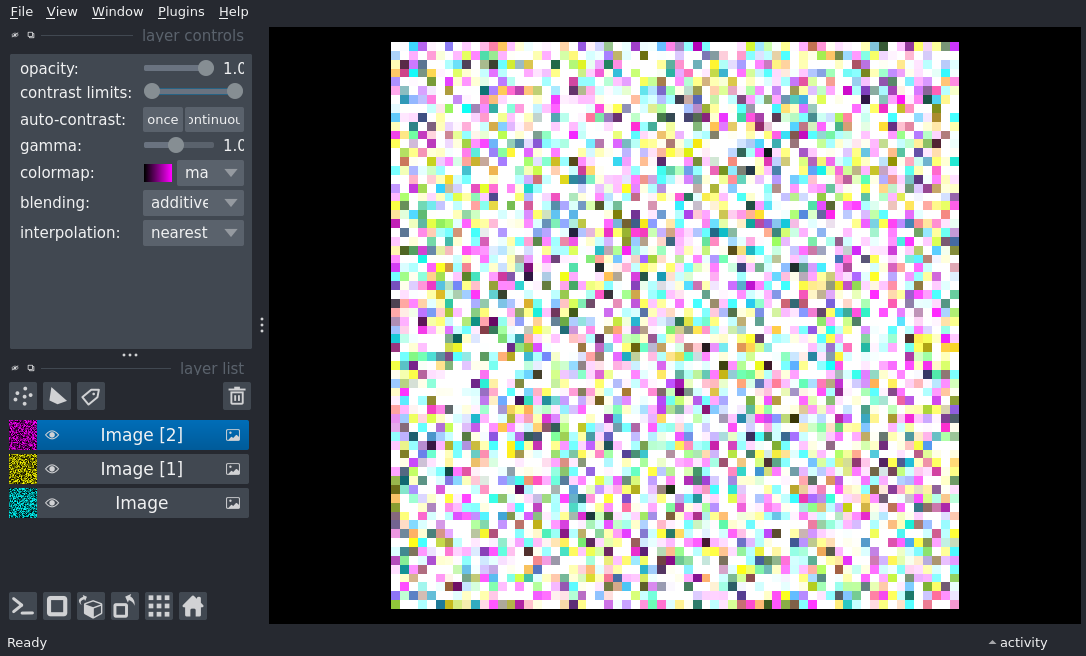 File View Window Plugins Help
layer controls
opacity: 1.0
contrast limits:
auto-contrast: once ontinuou
gamma: 1.0
colormap: ma
blending: additive
interpolation: nearest
layer list
Image [2]
Image [1]
Image
Ready activity